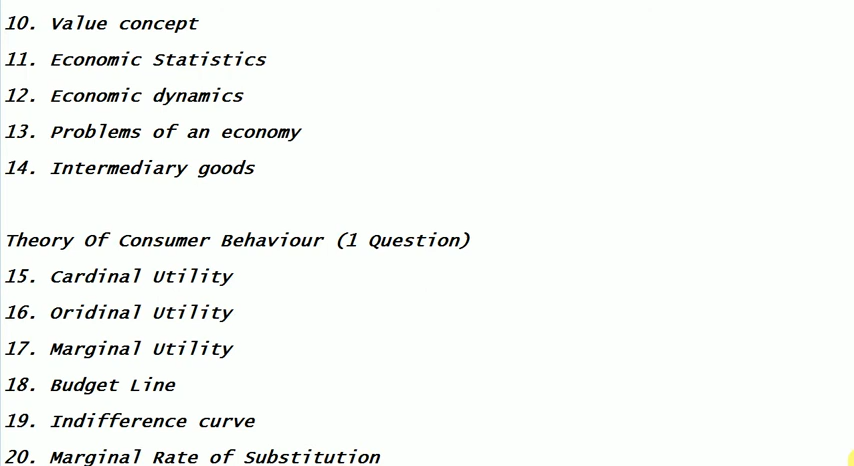 10. Value concept
11. Economic Statistics
12. Economic dynamics
13. Problems of an economy
14. Intermediary goods
Theory Of Consumer Behaviour (1 Question)
15. Cardinal Utility
16. Oridinal Utility
17. Marginal Utility
18. Budget Line
19. Indifference curve
20. Marginal Rate of Substitution